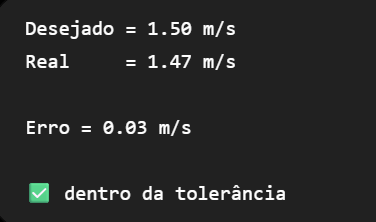 Desejado = 1.50 m/s
Real     = 1.47 m/s
Erro = 0.03 m/s
✅ dentro da tolerância